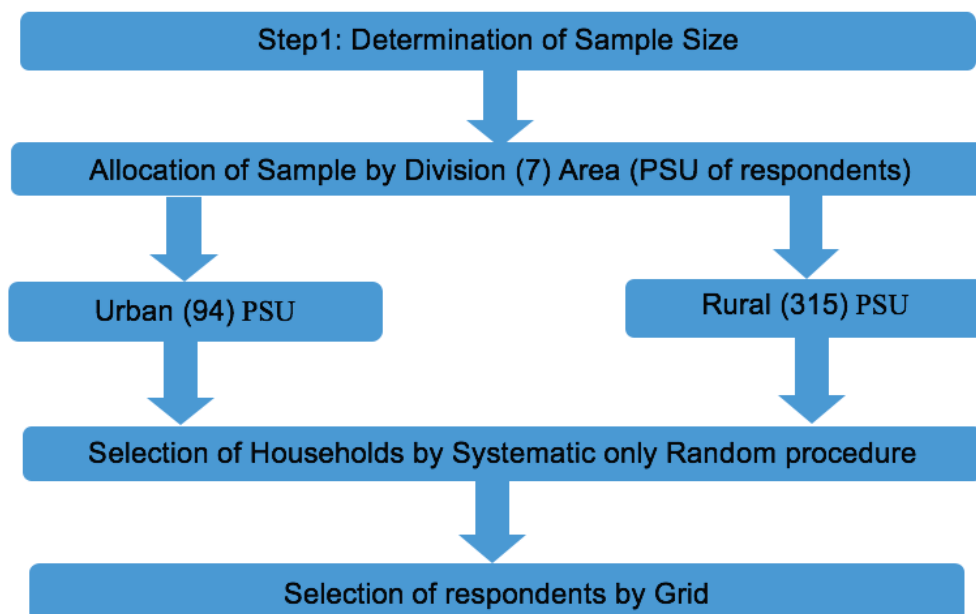 Step1: Determination of Sample Size
Allocation of Sample by Division (7) Area (PSU of respondents)
Urban (94) PSU
Rural (315) PSU
Selection of Households by Systematic only Random procedure
Selection of respondents by Grid